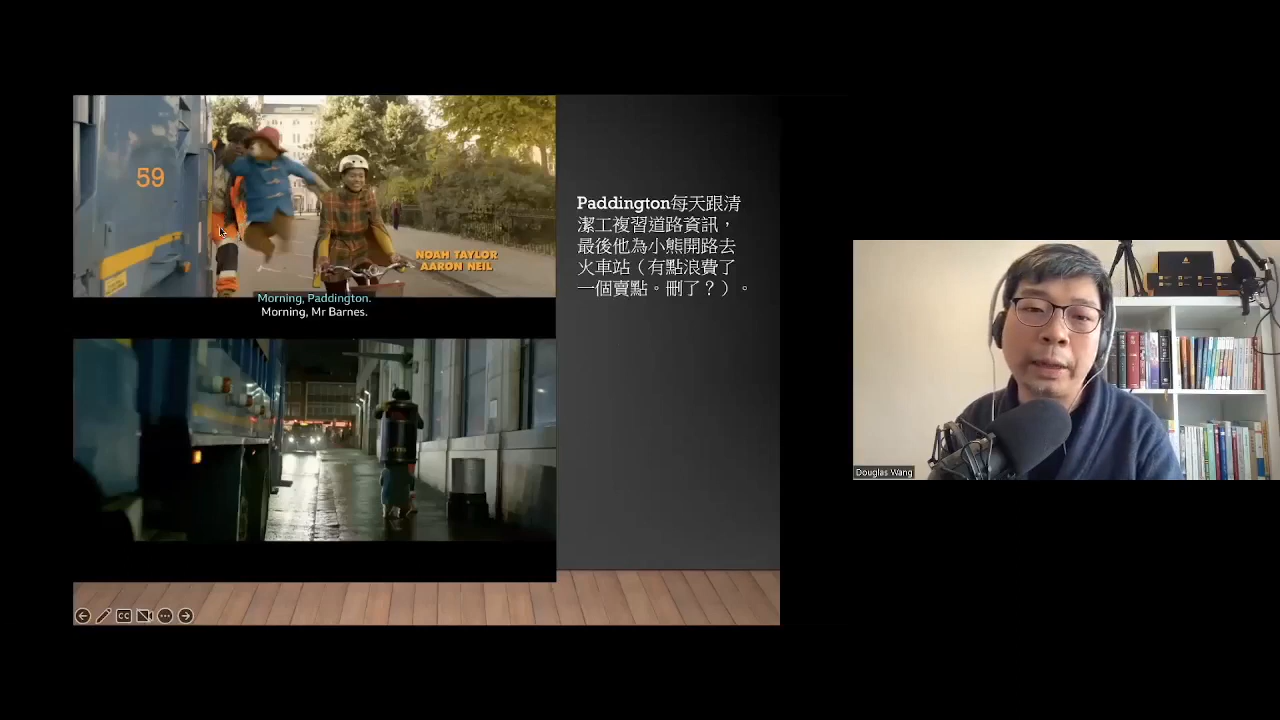 59
NOAH TAYLOR
AARON NEIL
Morning, Paddington.
Morning, Mr Barnes.
Paddington每天跟清
潔工複習道路資訊，
最後他為小熊開路去
火車站（有點浪費了
一個賣點。刪了？）。
CC
Douglas Wang